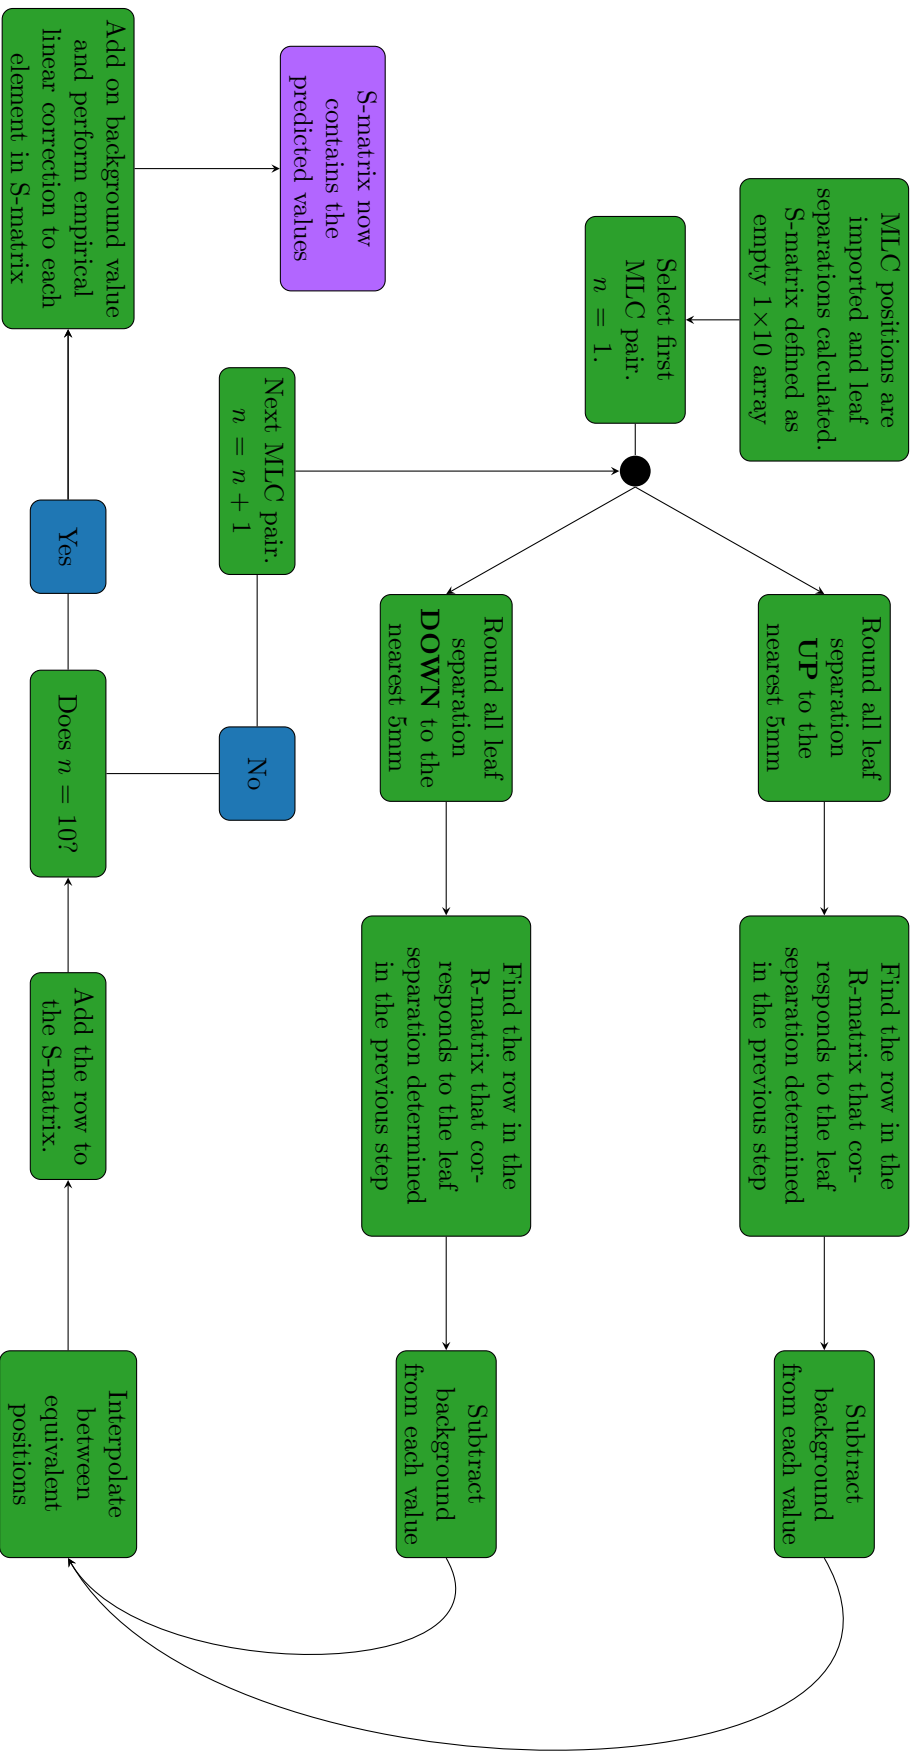 MLC positions are
imported and leaf
separations calculated.
S-matrix defined as
empty 1×10 array
Select first
MLC pair.
n = 1.
Round all leaf
separation
UP to the
nearest 5mm
Find the row in the
R-matrix that cor-
responds to the leaf
separation determined
in the previous step
Subtract
background
from each value
Round all leaf
separation
DOWN to the
nearest 5mm
Find the row in the
R-matrix that cor-
responds to the leaf
separation determined
in the previous step
Subtract
background
from each value
Interpolate
between
equivalent
positions
Add the row to
the S-matrix.
Does n = 10?
No
Next MLC pair.
n = n + 1
Yes
Add on background value
and perform empirical
linear correction to each
element in S-matrix
S-matrix now
contains the
predicted values